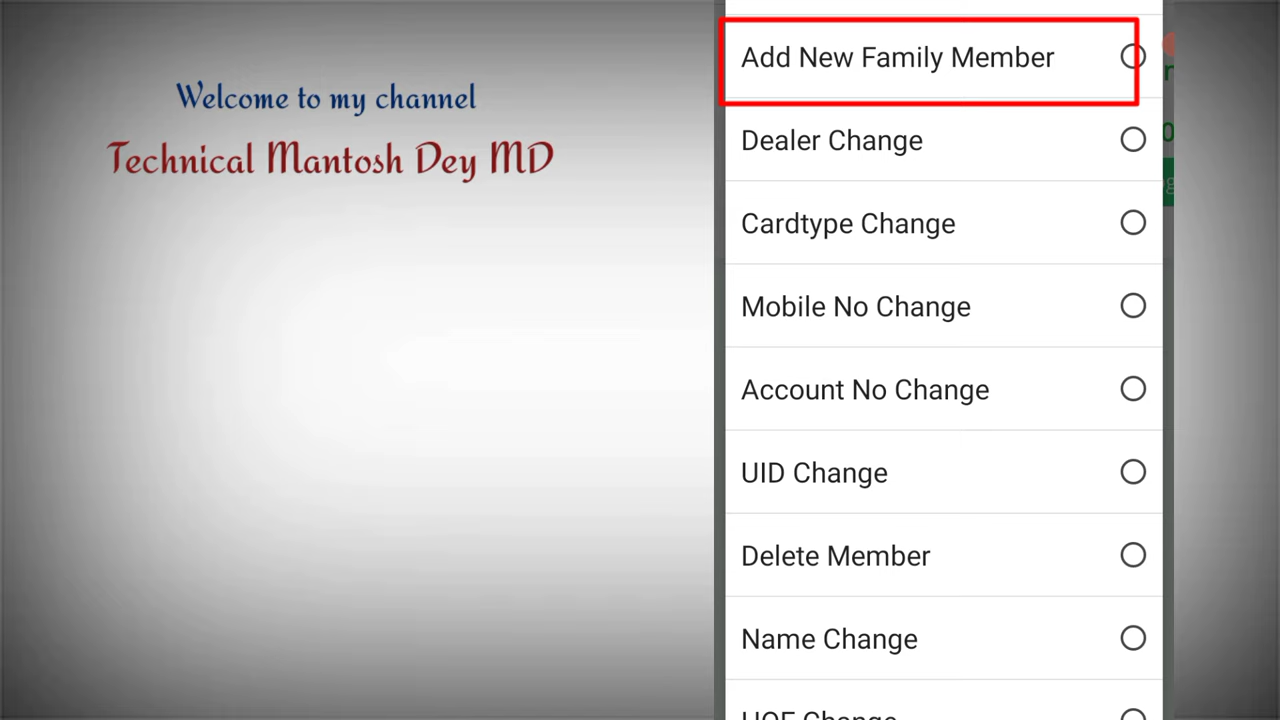 Welcome to my channel
Technical Mantosh Dey MD
Add New Family Member
Dealer Change
Cardtype Change
Mobile No Change
Account No Change
UID Change
Delete Member
Name Change